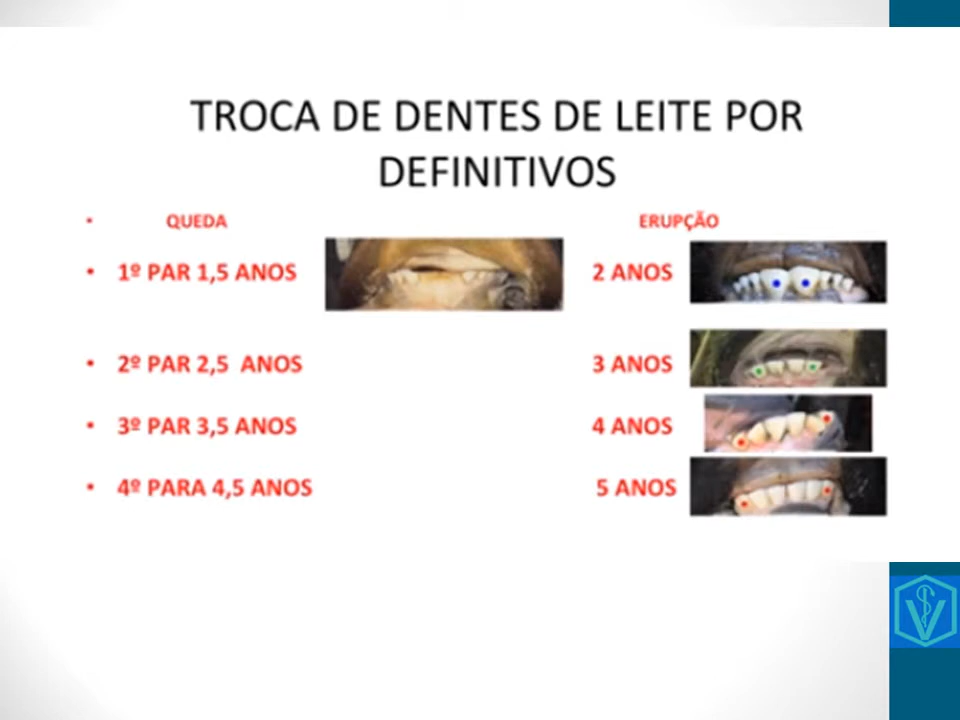 TROCA DE DENTES DE LEITE POR
DEFINITIVOS
• QUEDA ERUPÇÃO
• 1º PAR 1,5 ANOS 2 ANOS
• 2º PAR 2,5 ANOS 3 ANOS
• 3º PAR 3,5 ANOS 4 ANOS
• 4º PARA 4,5 ANOS 5 ANOS
V